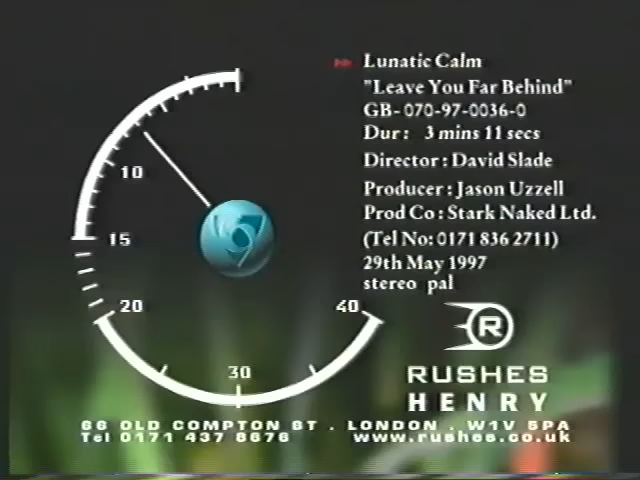 Lunatic Calm
"Leave You Far Behind"
GB-070-97-0036-0
Dur: 3 mins 11 secs
Director: David Slade
Producer: Jason Uzzell
Prod Co: Stark Naked Ltd.
(Tel No: 0171 836 2711)
29th May 1997
stereo pal
10
15
20
30
40
R
RUSHES
HENRY
66 OLD COMPTON ST . LONDON . W1V 5PA
Tel 0171 437 8676 www.rushes.co.uk